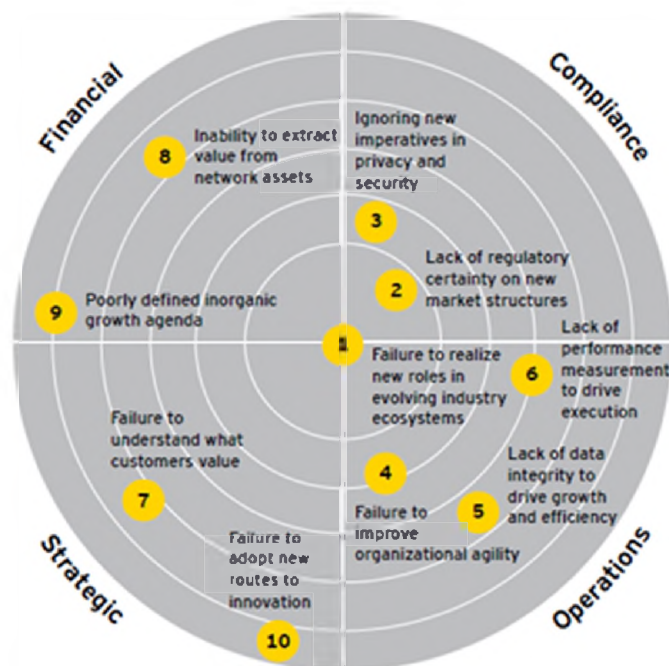 Financial
Compliance
8
Inability to extract
value from
network assets
Ignoring new
imperatives in
privacy and
security
3
2
Lack of regulatory
certainty on new
market structures
9
Poorly defined inorganic
growth agenda
1
Failure to realize
new roles in
evolving industry
ecosystems
Lack of
performance
measurement
to drive
execution
6
Failure to
understand what
customers value
7
4
Failure to
improve
organizational agility
Lack of data
integrity to
drive growth
and efficiency
5
Failure to
adopt new
routes to
innovation
10
Strategic
Operations